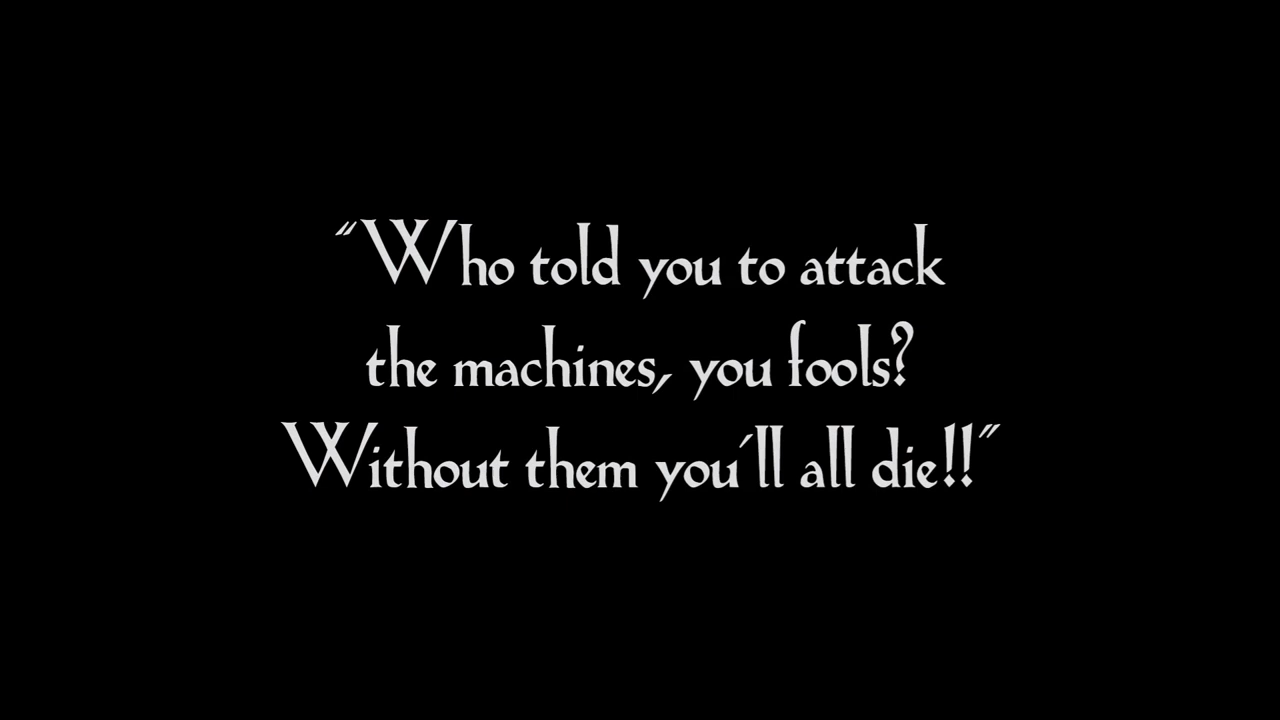 "Who told you to attack
the machines, you fools?
Without them you'll all die!!"